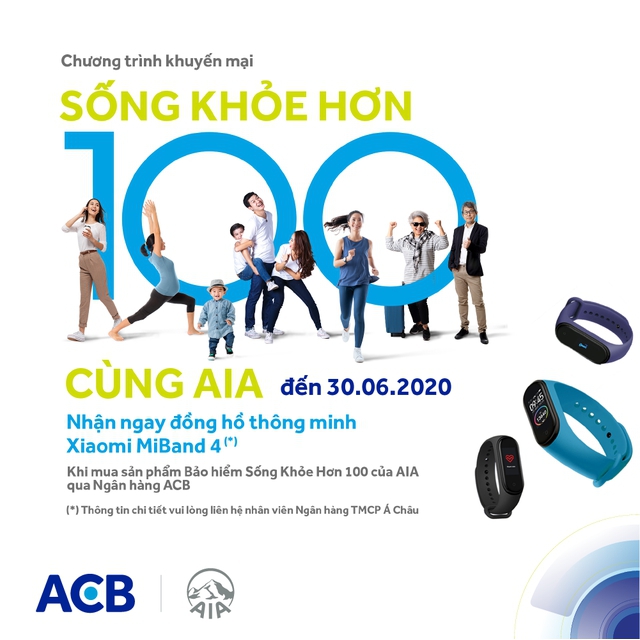 Chương trình khuyến mại
SỐNG KHỎE HƠN
100
CÙNG AIA đến 30.06.2020
Nhận ngay đồng hồ thông minh
Xiaomi MiBand 4 (*)
Khi mua sản phẩm Bảo hiểm Sống Khỏe Hơn 100 của AIA
qua Ngân hàng ACB
(*) Thông tin chi tiết vui lòng liên hệ nhân viên Ngân hàng TMCP Á Châu
09:45
ACB
AIA